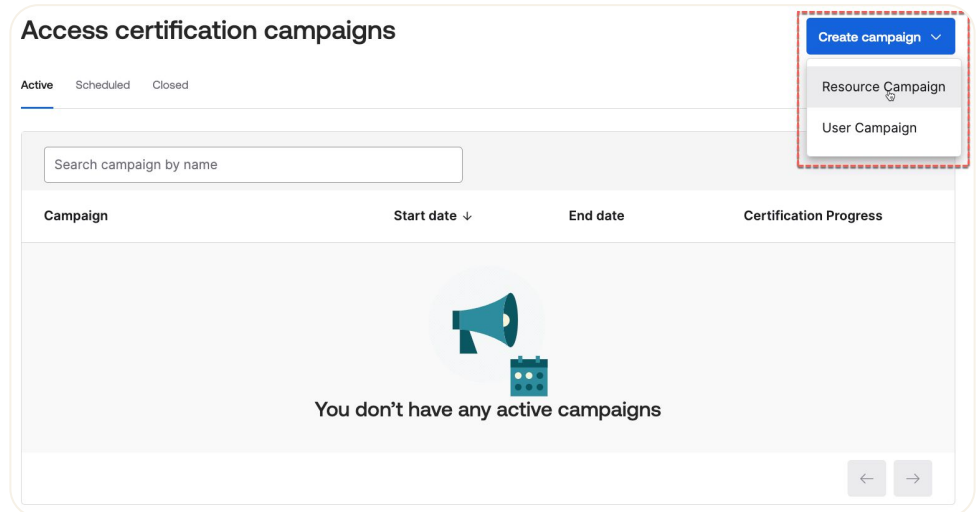 Access certification campaigns
Create campaign
Active Scheduled Closed
Resource Campaign
User Campaign
Search campaign by name
Campaign Start date ↓ End date Certification Progress
You don’t have any active campaigns